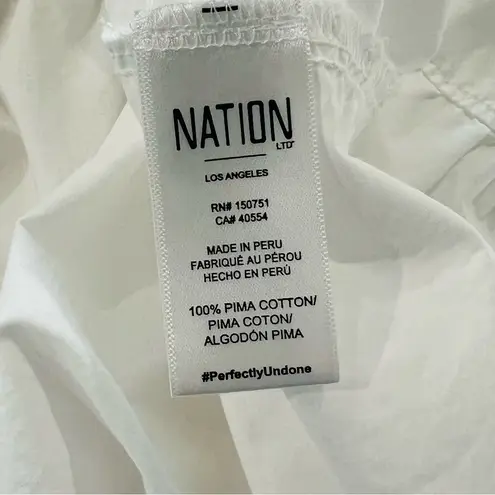 NATION
LTD
LOS ANGELES
RN# 150751
CA# 40554
MADE IN PERU
FABRIQUÉ AU PÉROU
HECHO EN PERÚ
100% PIMA COTTON/
PIMA COTON/
ALGODÓN PIMA
#PerfectlyUndone